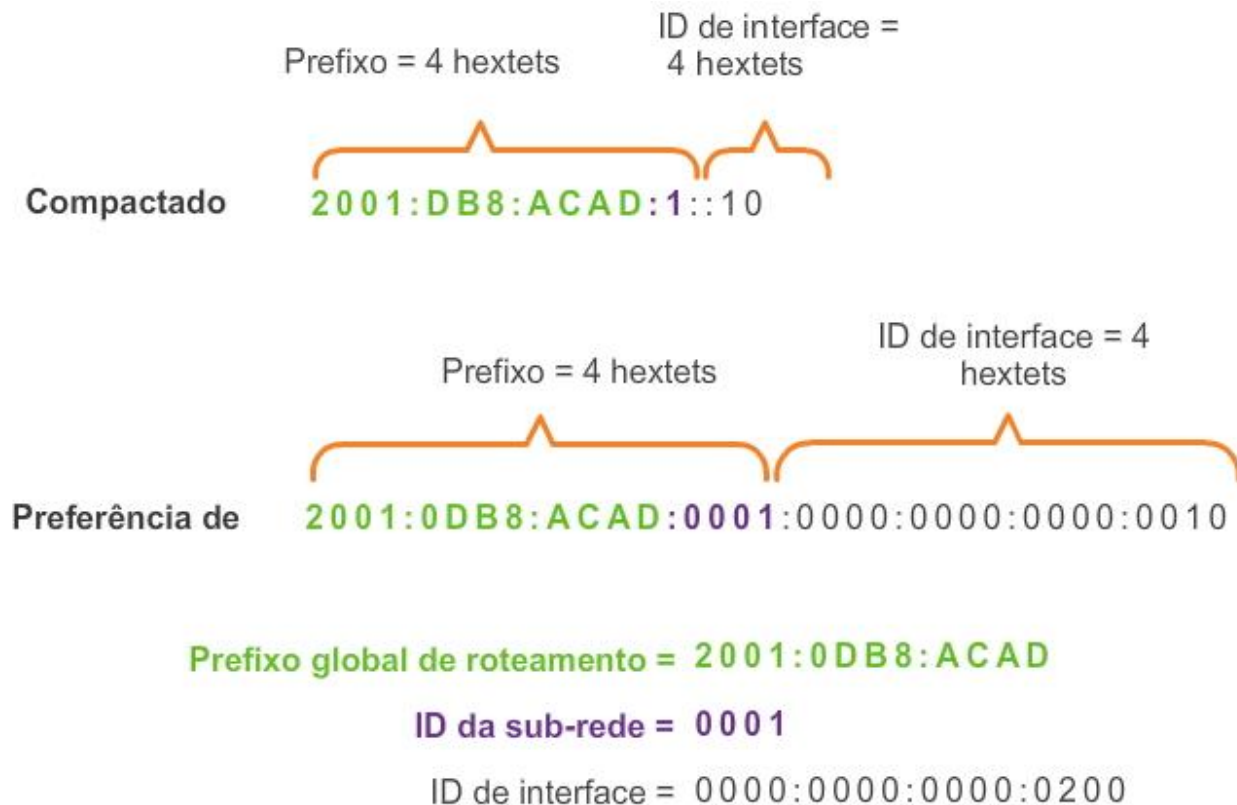 Prefixo = 4 hextets
ID de interface =
4 hextets
Compactado
2001:DB8:ACAD:1::10
Prefixo = 4 hextets
ID de interface = 4
hextets
Preferência de
2001:0DB8:ACAD:0001:0000:0000:0000:0010
Prefixo global de roteamento = 2001:0DB8:ACAD
ID da sub-rede = 0001
ID de interface = 0000:0000:0000:0200